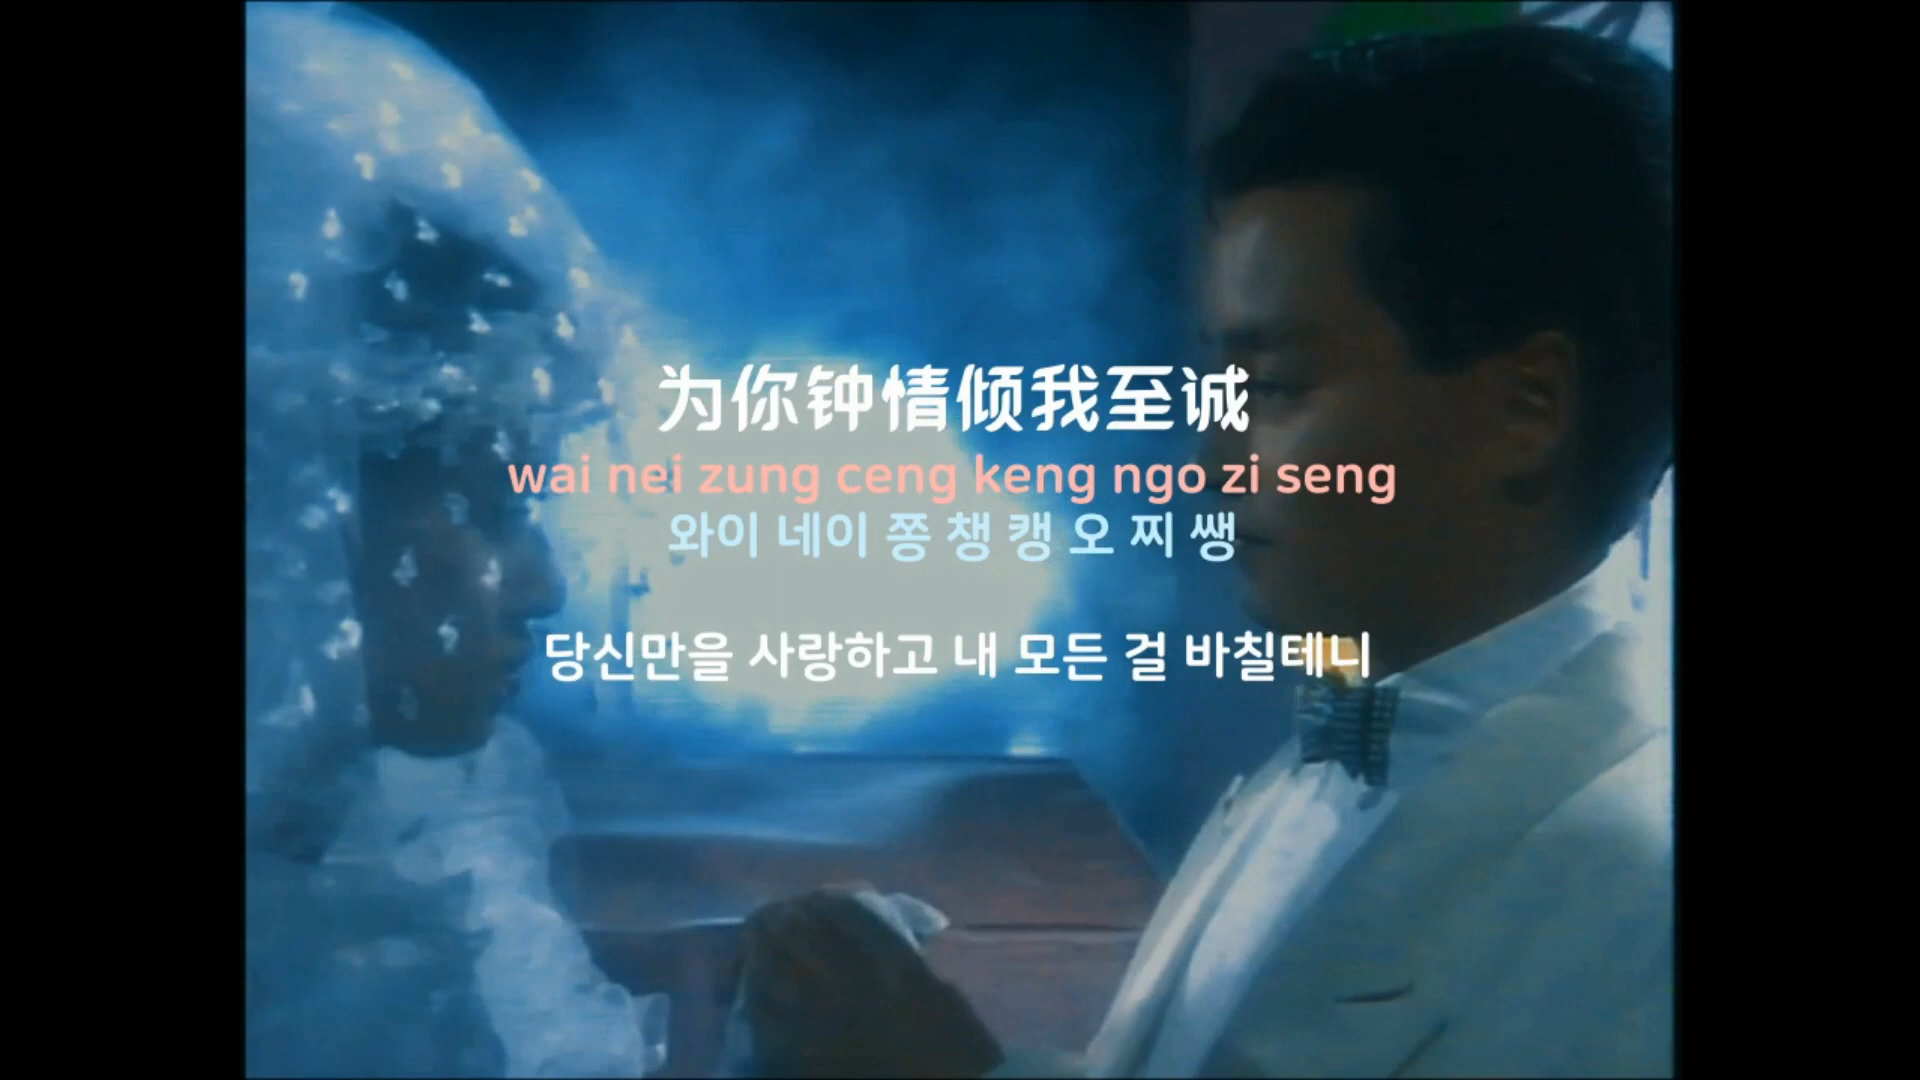 为你钟情倾我至诚
wai nei zung ceng keng ngo zi seng
와이 네이 쫑 챙 캥 오 찌 쌩
당신만을 사랑하고 내 모든 걸 바칠테니